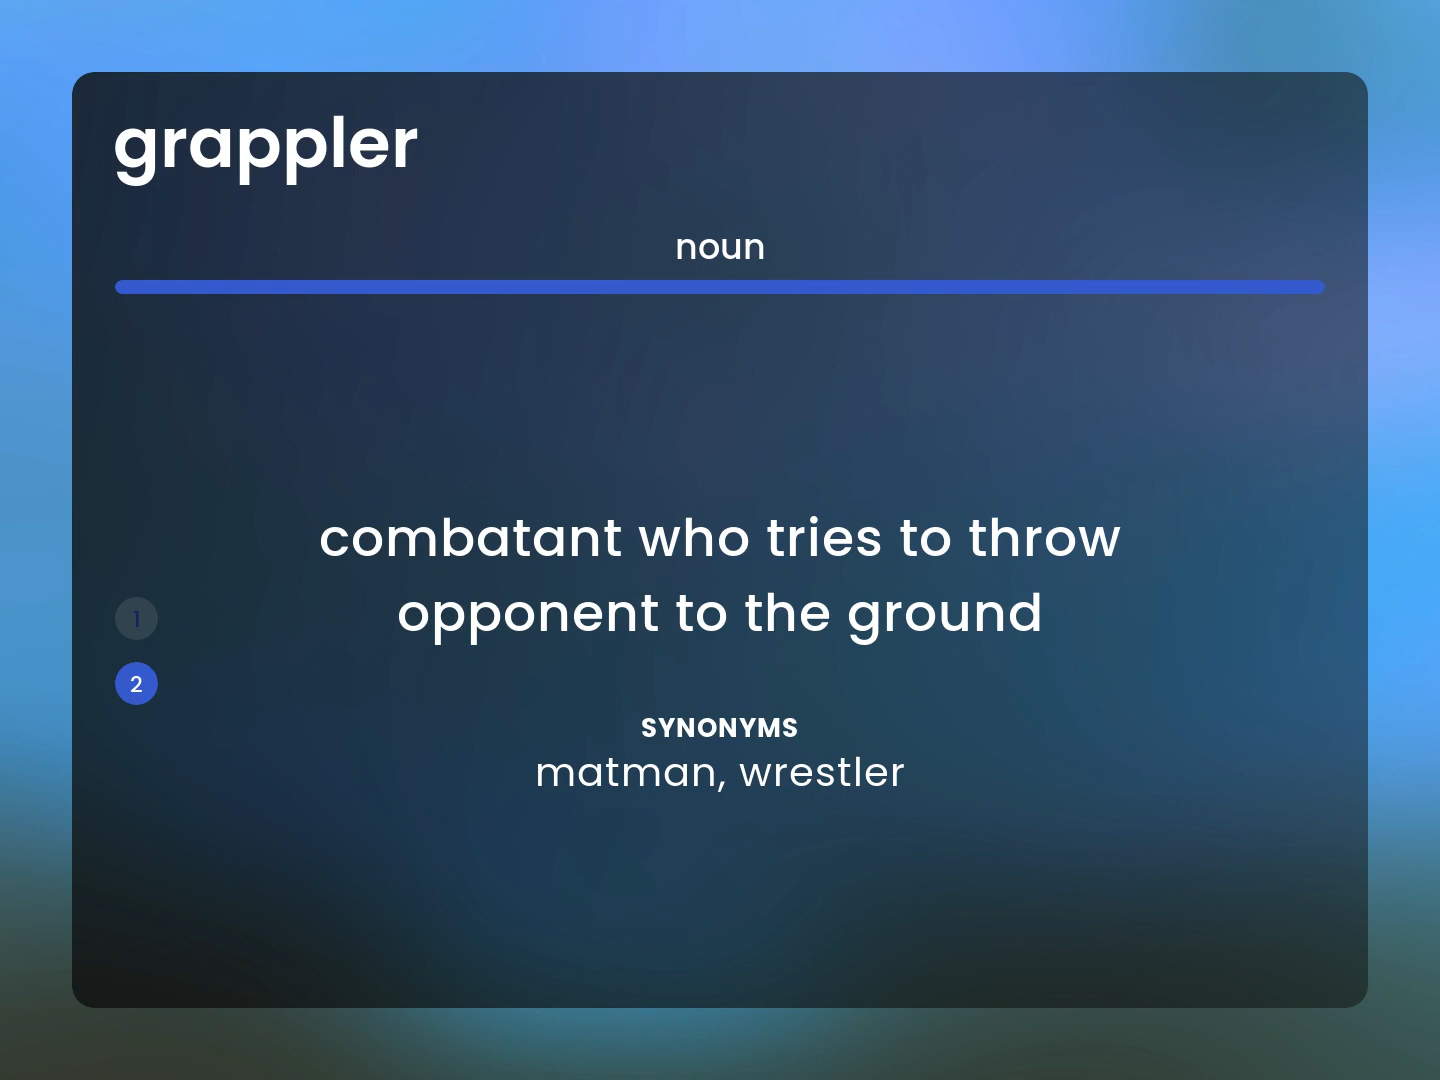 grappler
noun
combatant who tries to throw
opponent to the ground
1
2
SYNONYMS
matman, wrestler